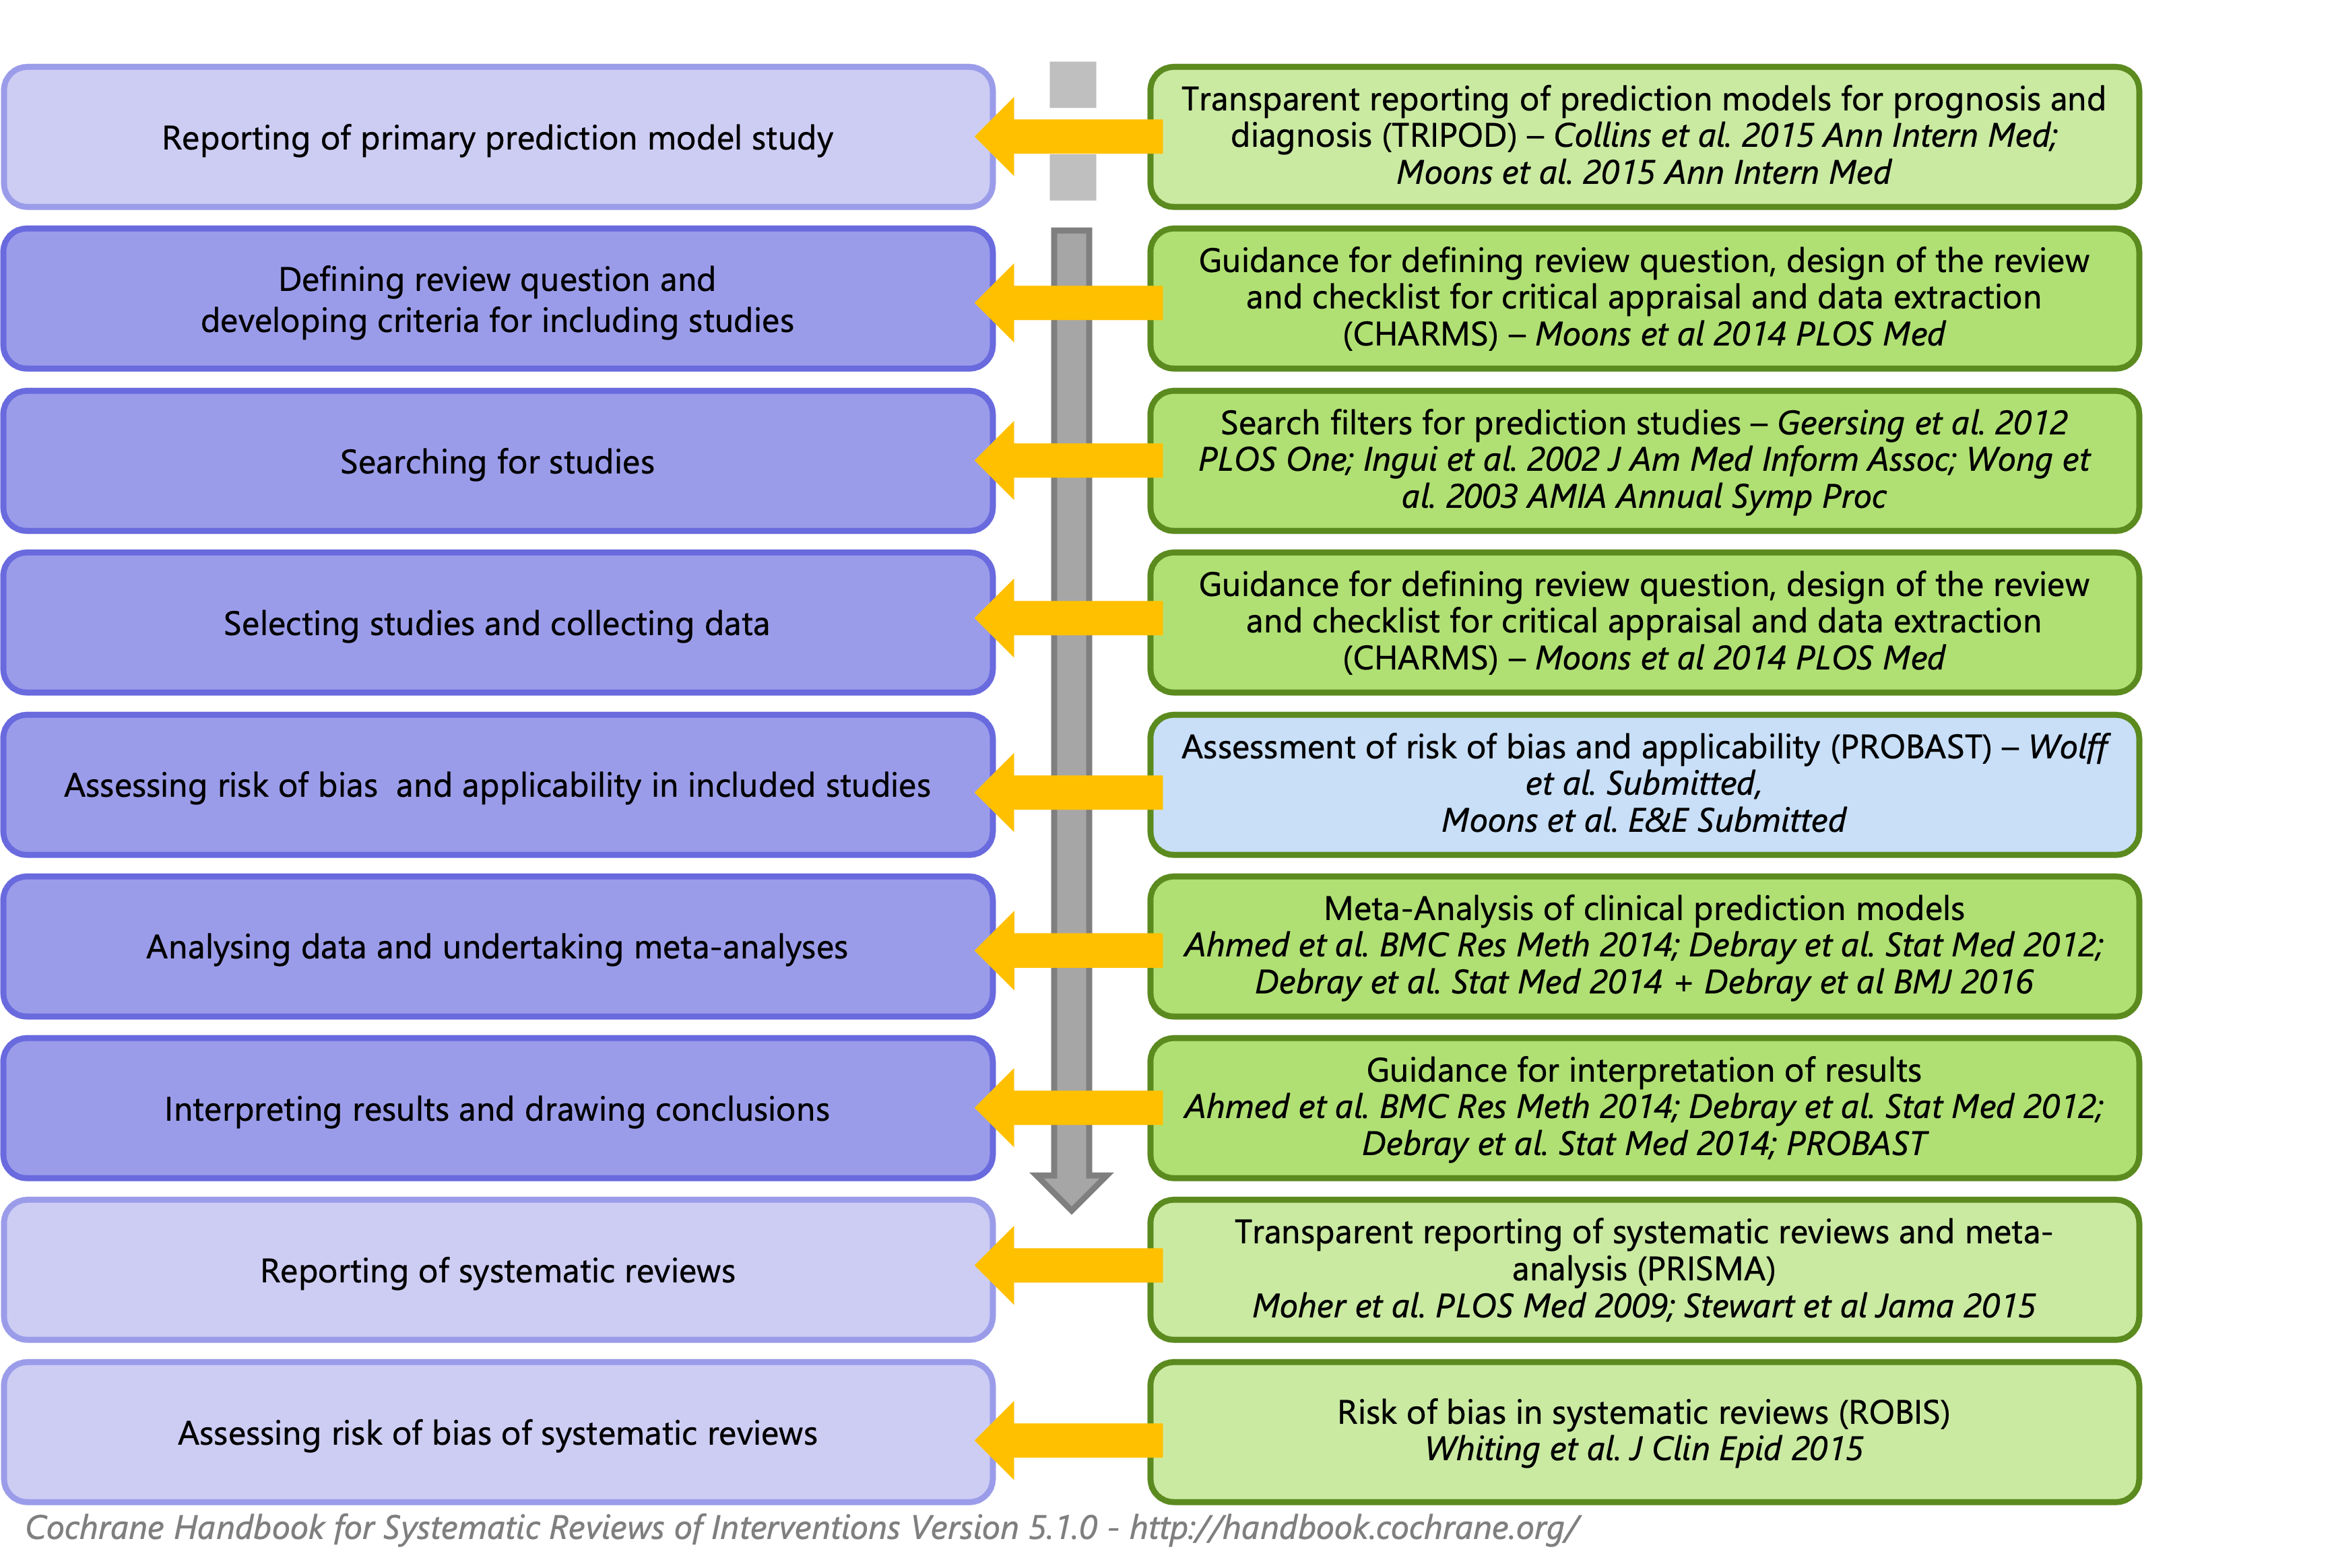 Reporting of primary prediction model study
Transparent reporting of prediction models for prognosis and
diagnosis (TRIPOD) – Collins et al. 2015 Ann Intern Med;
Moons et al. 2015 Ann Intern Med
Defining review question and
developing criteria for including studies
Guidance for defining review question, design of the review
and checklist for critical appraisal and data extraction
(CHARMS) – Moons et al 2014 PLOS Med
Searching for studies
Search filters for prediction studies – Geersing et al. 2012
PLOS One; Ingui et al. 2002 J Am Med Inform Assoc; Wong et
al. 2003 AMIA Annual Symp Proc
Selecting studies and collecting data
Guidance for defining review question, design of the review
and checklist for critical appraisal and data extraction
(CHARMS) – Moons et al 2014 PLOS Med
Assessing risk of bias  and applicability in included studies
Assessment of risk of bias and applicability (PROBAST) – Wolff
et al. Submitted,
Moons et al. E&E Submitted
Analysing data and undertaking meta-analyses
Meta-Analysis of clinical prediction models
Ahmed et al. BMC Res Meth 2014; Debray et al. Stat Med 2012;
Debray et al. Stat Med 2014 + Debray et al BMJ 2016
Interpreting results and drawing conclusions
Guidance for interpretation of results
Ahmed et al. BMC Res Meth 2014; Debray et al. Stat Med 2012;
Debray et al. Stat Med 2014; PROBAST
Reporting of systematic reviews
Transparent reporting of systematic reviews and meta-
analysis (PRISMA)
Moher et al. PLOS Med 2009; Stewart et al Jama 2015
Assessing risk of bias of systematic reviews
Risk of bias in systematic reviews (ROBIS)
Whiting et al. J Clin Epid 2015
Cochrane Handbook for Systematic Reviews of Interventions Version 5.1.0 - http://handbook.cochrane.org/